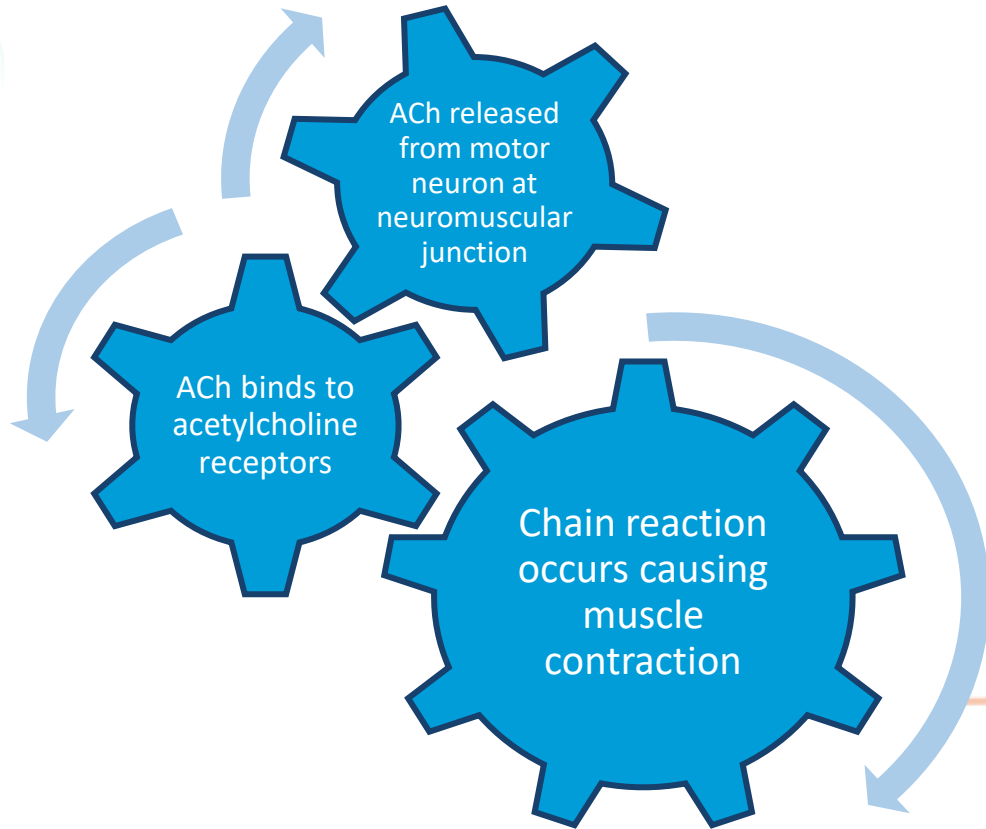 ACh released
from motor
neuron at
neuromuscular
junction
ACh binds to
acetylcholine
receptors
Chain reaction
occurs causing
muscle
contraction